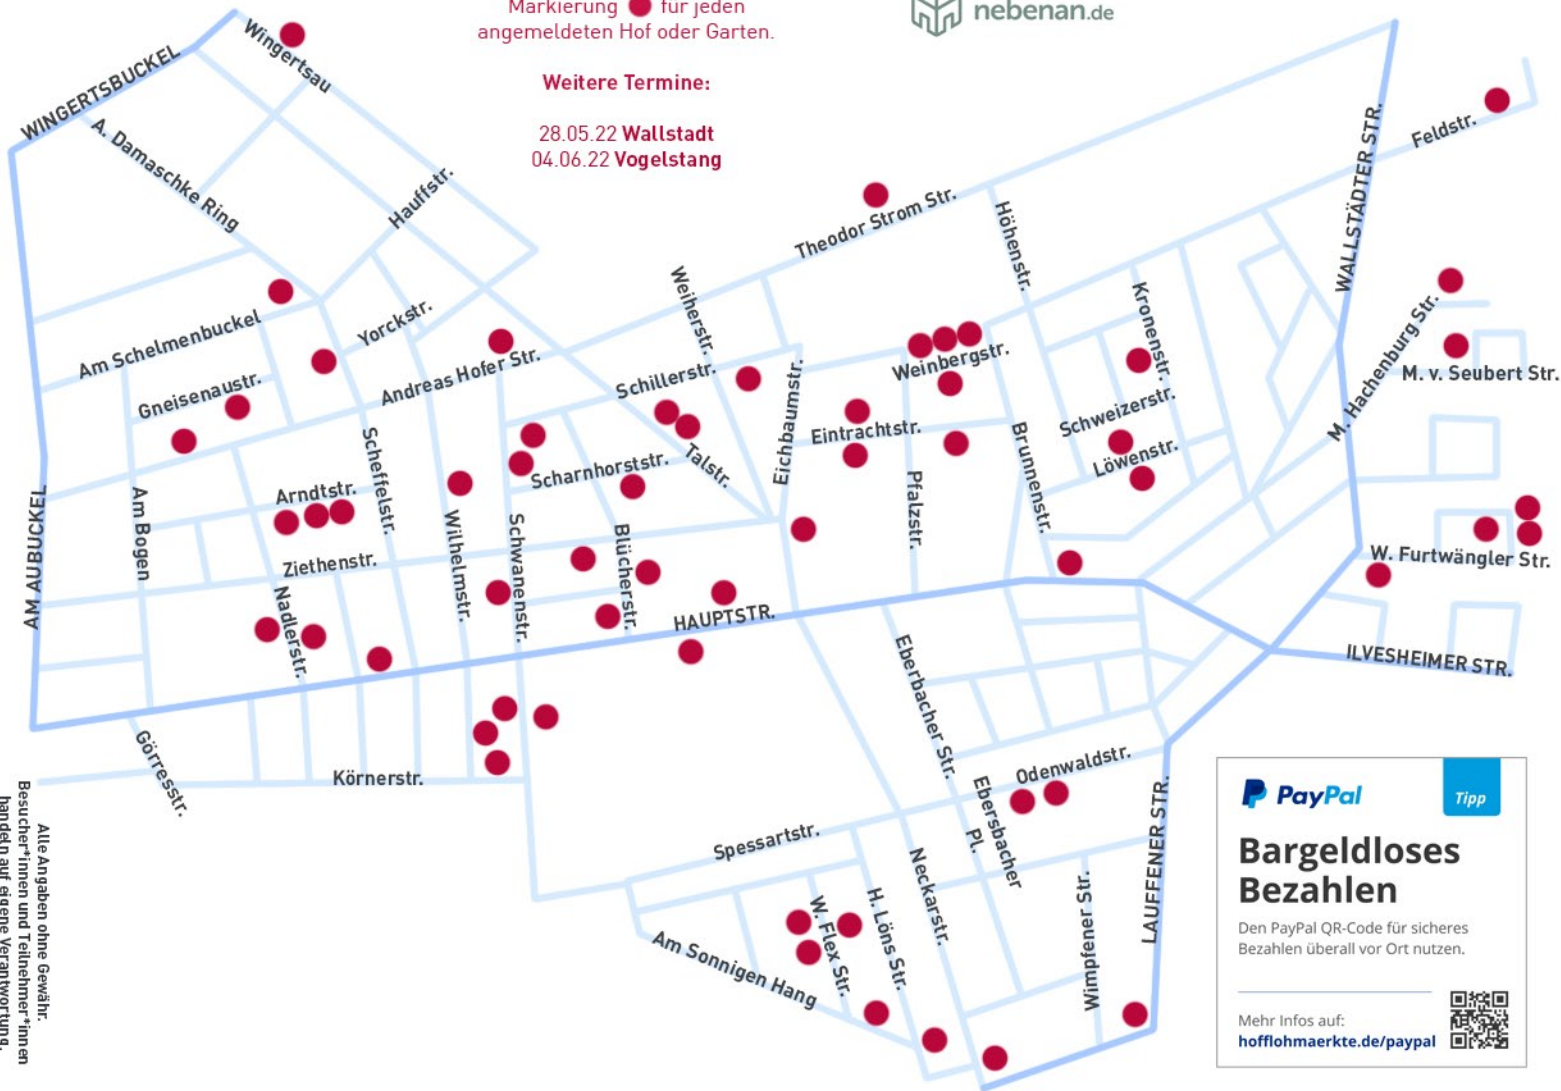 Markierung für jeden
angemeldeten Hof oder Garten.
Weitere Termine:
28.05.22 Wallstadt
04.06.22 Vogelstang
nebenan.de
WINGERTSBUCKEL
Wingertsau
A. Damaschke Ring
Hauffstr.
Theodor Strom Str.
Höhenstr.
WALLSTÄDTER STR.
Feldstr.
Am Schelmenbuckel
Yorckstr.
Weiherstr.
Kronenstr.
M. Hachenburg Str.
Gneisenaustr.
Andreas Hofer Str.
Schillerstr.
Weinbergstr.
M. v. Seubert Str.
Schweizerstr.
Eichbaumstr.
Eintrachtstr.
Löwenstr.
Scheffelstr.
Scharnhorststr.
Talstr.
Brunnenstr.
Pfalzstr.
AM AUBUCKEL
Am Bogen
Arndtstr.
Ziethenstr.
Wilhelmstr.
Schwanenstr.
Blücherstr.
W. Furtwängler Str.
Nadlerstr.
HAUPTSTR.
ILVESHEIMER STR.
Eberbacher Str.
Görresstr.
Körnerstr.
Odenwaldstr.
Ebersbacher
Pl.
Spessartstr.
Neckarstr.
LAUFFENER STR.
Wimpfener Str.
H. Löns Str.
W. Flex Str.
Am Sonnigen Hang
Alle Angaben ohne Gewähr.
Besucher*innen und Teilnehmer*innen
handeln auf eigene Verantwortung.
PayPal
Tipp
Bargeldloses
Bezahlen
Den PayPal QR-Code für sicheres
Bezahlen überall vor Ort nutzen.
Mehr Infos auf:
hofflohmaerkte.de/paypal